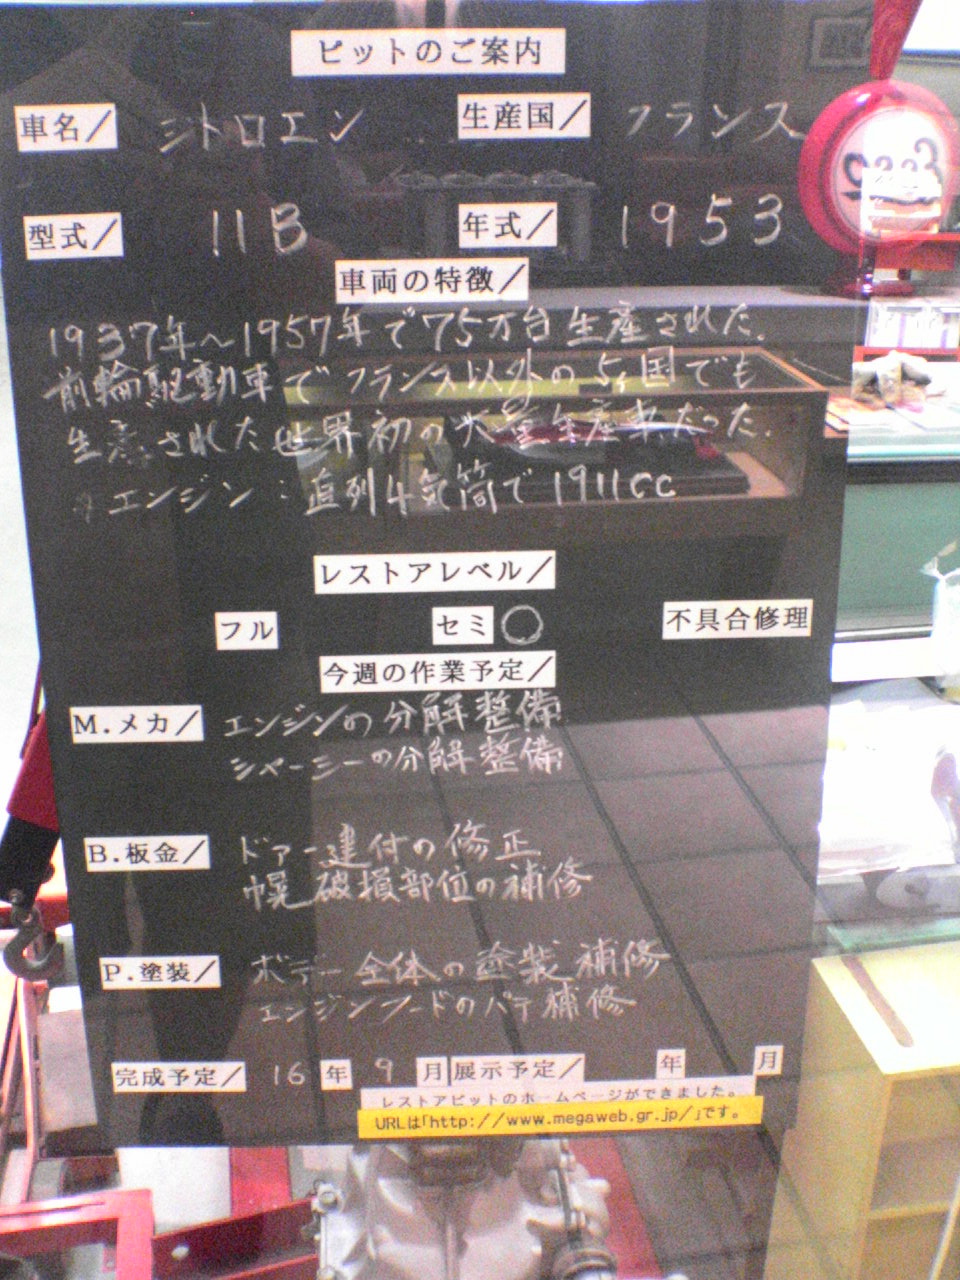 ピットのご案内
車名/ シトロエン 生産国/ フランス
型式/ 11B 年式/ 1953
車両の特徴/
1937年〜1957年で75万台生産された.
前輪駆動車でフランス以外の5ヶ国でも
生産された世界初の大量生産車だった.
エンジン:直列4気筒で1911cc
レストアレベル/
フル セミ○ 不具合修理
今週の作業予定/
M.メカ/ エンジンの分解整備
シャーシーの分解整備
B.板金/ ドアー建付の修正
幌破損部位の補修
P.塗装/ ボデー全体の塗装補修
エンジンフードのパテ補修
完成予定/ 16年 9月 展示予定/ 年 月
レストアピットのホームページができました。
URLは「http://www.megaweb.gr.jp/」です。